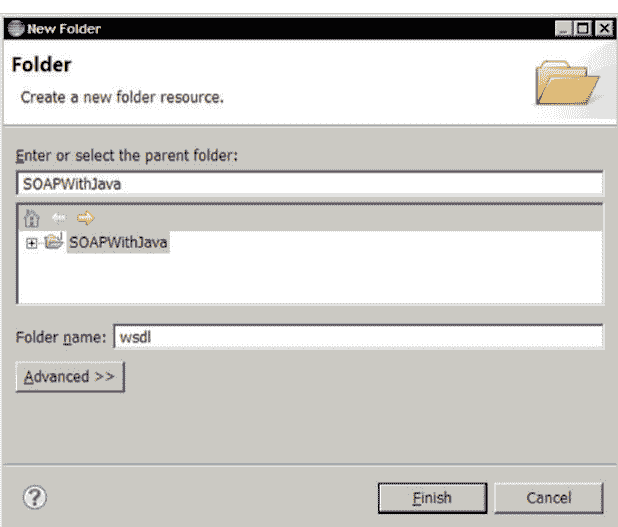 New Folder
Folder
Create a new folder resource.
Enter or select the parent folder:
SOAPWithJava
SOAPWithJava
Folder name: wsdl
Advanced >>
Finish Cancel